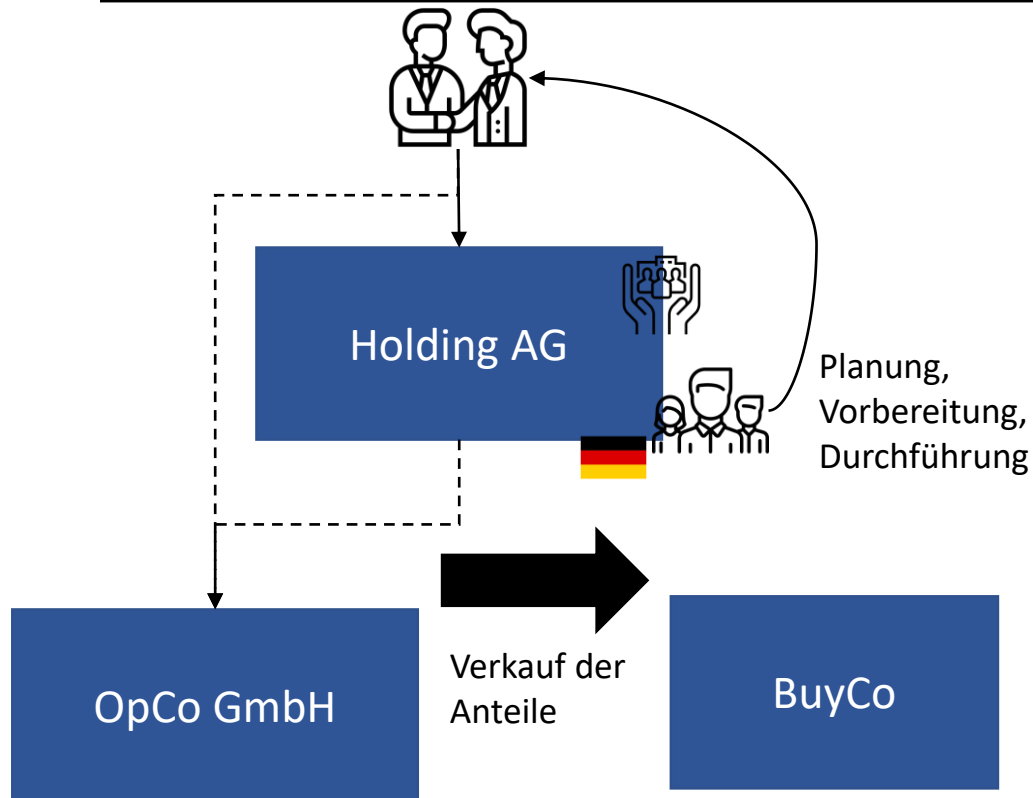 Holding AG
Planung,
Vorbereitung,
Durchführung
OpCo GmbH
Verkauf der
Anteile
BuyCo